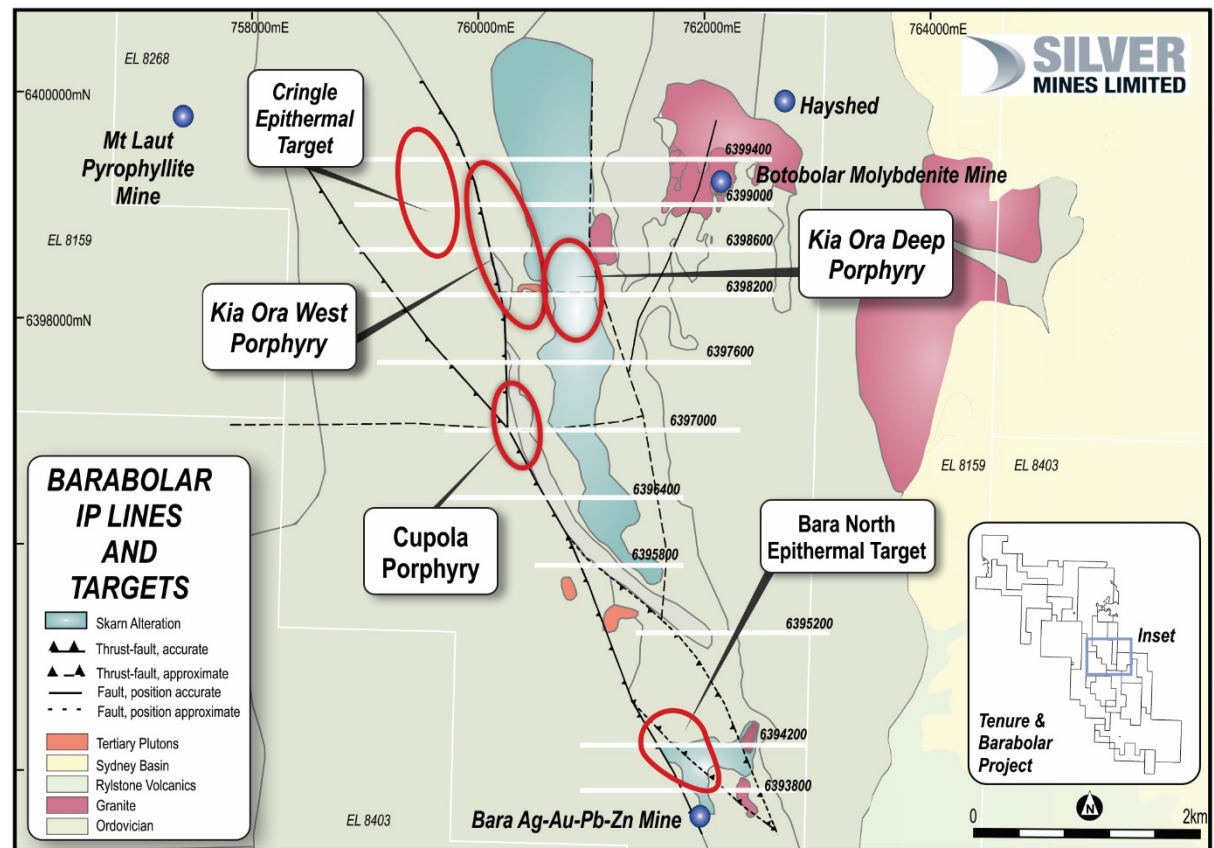 758000mE
760000mE
762000mE
764000mE
SILVER
MINES LIMITED
EL 8268
6400000mN
Cringle
Epithermal
Target
Hayshed
Mt Laut
Pyrophyllite
Mine
6399400
Botobolar Molybdenite Mine
6399000
EL 8159
6398600
Kia Ora Deep
Porphyry
6398200
Kia Ora West
Porphyry
6398000mN
6397600
6397000
EL 8159
EL 8403
BARABOLAR
IP LINES
AND
TARGETS
Skarn Alteration
Thrust-fault, accurate
Thrust-fault, approximate
Fault, position accurate
Fault, position approximate
Tertiary Plutons
Sydney Basin
Rylstone Volcanics
Granite
Ordovician
6396400
Cupola
Porphyry
Bara North
Epithermal Target
6395800
6395200
Inset
Tenure &
Barabolar
Project
6394200
6393800
EL 8403
Bara Ag-Au-Pb-Zn Mine
N
0
2km